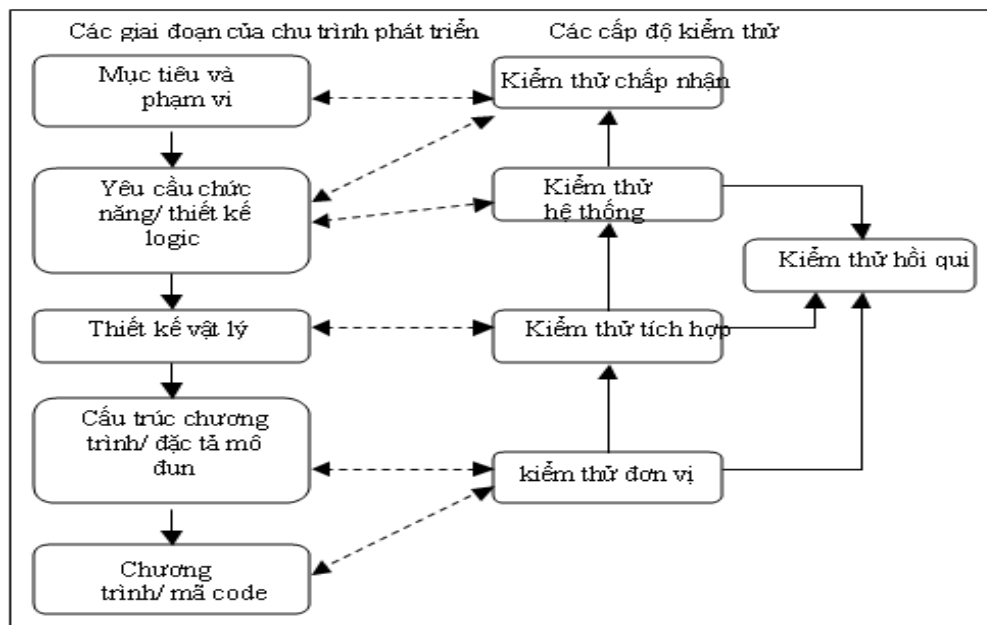 Các giai đoạn của chu trình phát triển
Các cấp độ kiểm thử
Mục tiêu và
phạm vi
Kiểm thử chấp nhận
Yêu cầu chức
năng/ thiết kế
logic
Kiểm thử
hệ thống
Kiểm thử hồi qui
Thiết kế vật lý
Kiểm thử tích hợp
Cấu trúc chương
trình/ đặc tả mô
đun
kiểm thử đơn vị
Chương
trình/ mã code